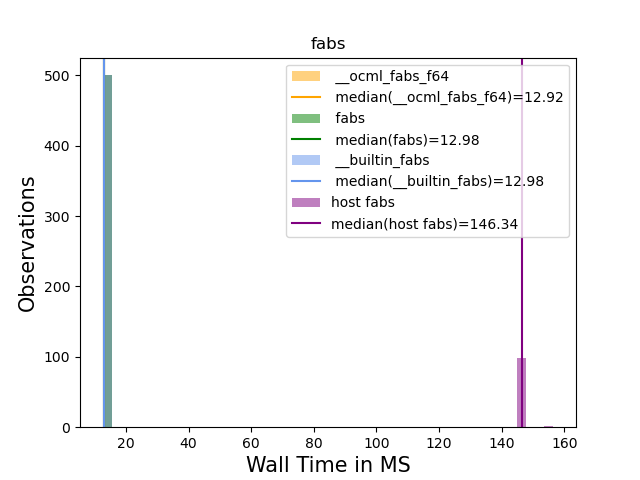 fabs
500
400
300
200
100
0
Observations
__ocml_fabs_f64
median(__ocml_fabs_f64)=12.92
fabs
median(fabs)=12.98
__builtin_fabs
median(__builtin_fabs)=12.98
host fabs
median(host fabs)=146.34
20 40 60 80 100 120 140 160
Wall Time in MS